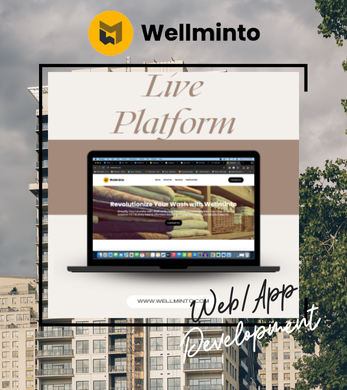 Wellminto
Live
Platform
Revolutionize Your Wash with Wellminto
WWW.WELLMINTO.COM
Web/App
Development